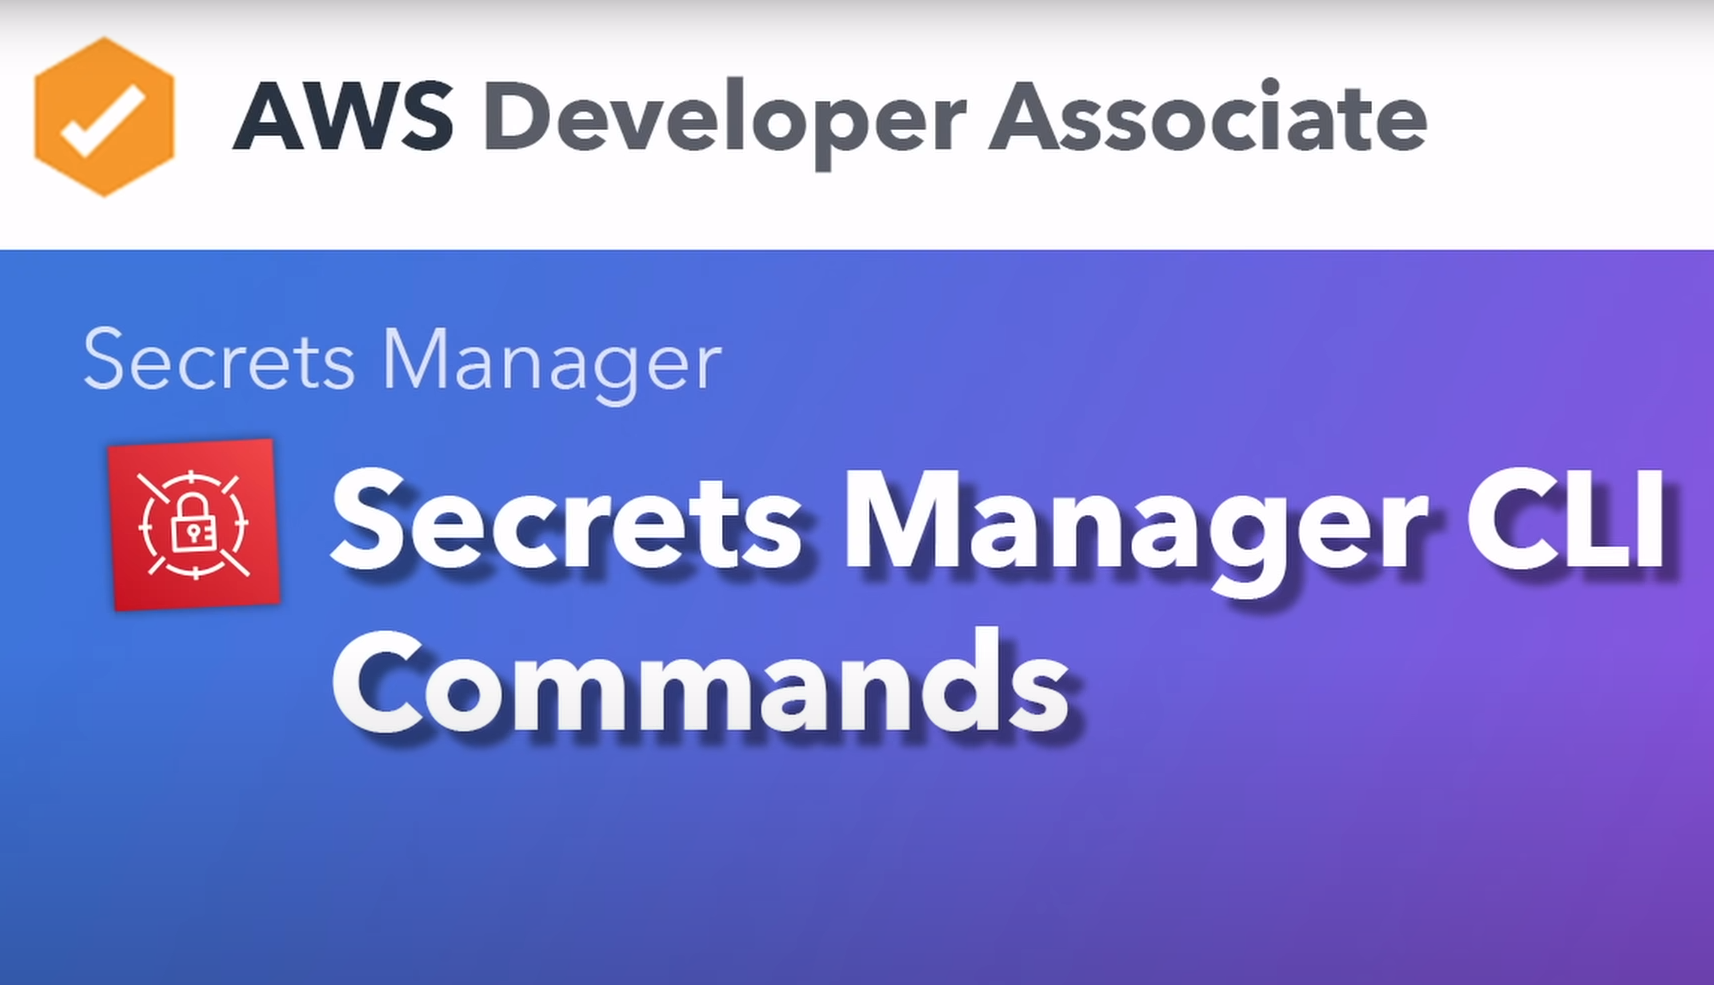 AWS Developer Associate
Secrets Manager
Secrets Manager CLI
Commands